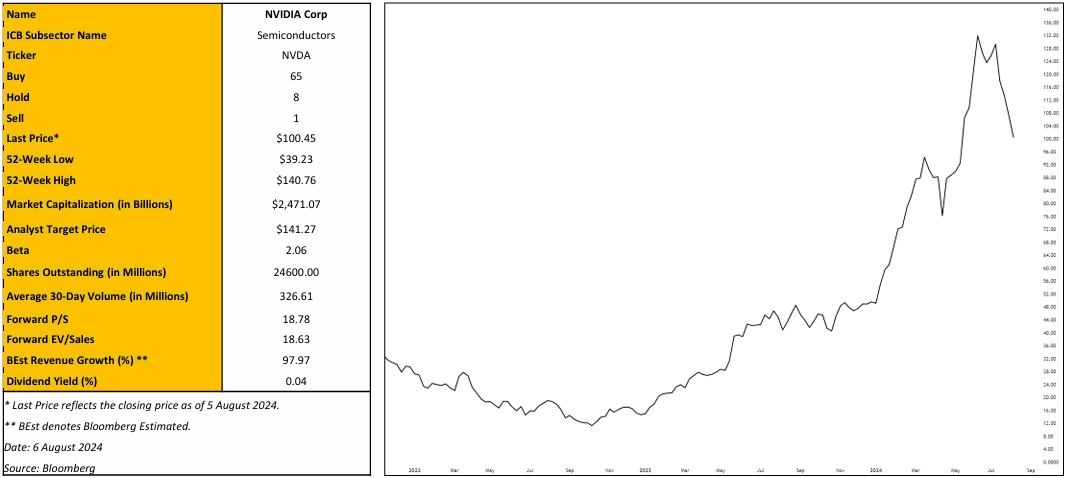 Name NVIDIA Corp
ICB Subsector Name Semiconductors
Ticker NVDA
Buy 65
Hold 8
Sell 1
Last Price* $100.45
52-Week Low $39.23
52-Week High $140.76
Market Capitalization (in Billions) $2,471.07
Analyst Target Price $141.27
Beta 2.06
Shares Outstanding (in Millions) 24600.00
Average 30-Day Volume (in Millions) 326.61
Forward P/S 18.78
Forward EV/Sales 18.63
BEst Revenue Growth (%) ** 97.97
Dividend Yield (%) 0.04
* Last Price reflects the closing price as of 5 August 2024.
** BEst denotes Bloomberg Estimated.
Date: 6 August 2024
Source: Bloomberg
140.00
136.00
132.00
128.00
124.00
120.00
116.00
112.00
108.00
104.00
100.00
96.00
92.00
88.00
84.00
80.00
76.00
72.00
68.00
64.00
60.00
56.00
52.00
48.00
44.00
40.00
36.00
32.00
28.00
24.00
20.00
16.00
12.00
8.00
4.00
0.0000
2022 Mar May Jul Sep Nov 2023 Mar May Jul Sep Nov 2024 Mar May Jul Sep